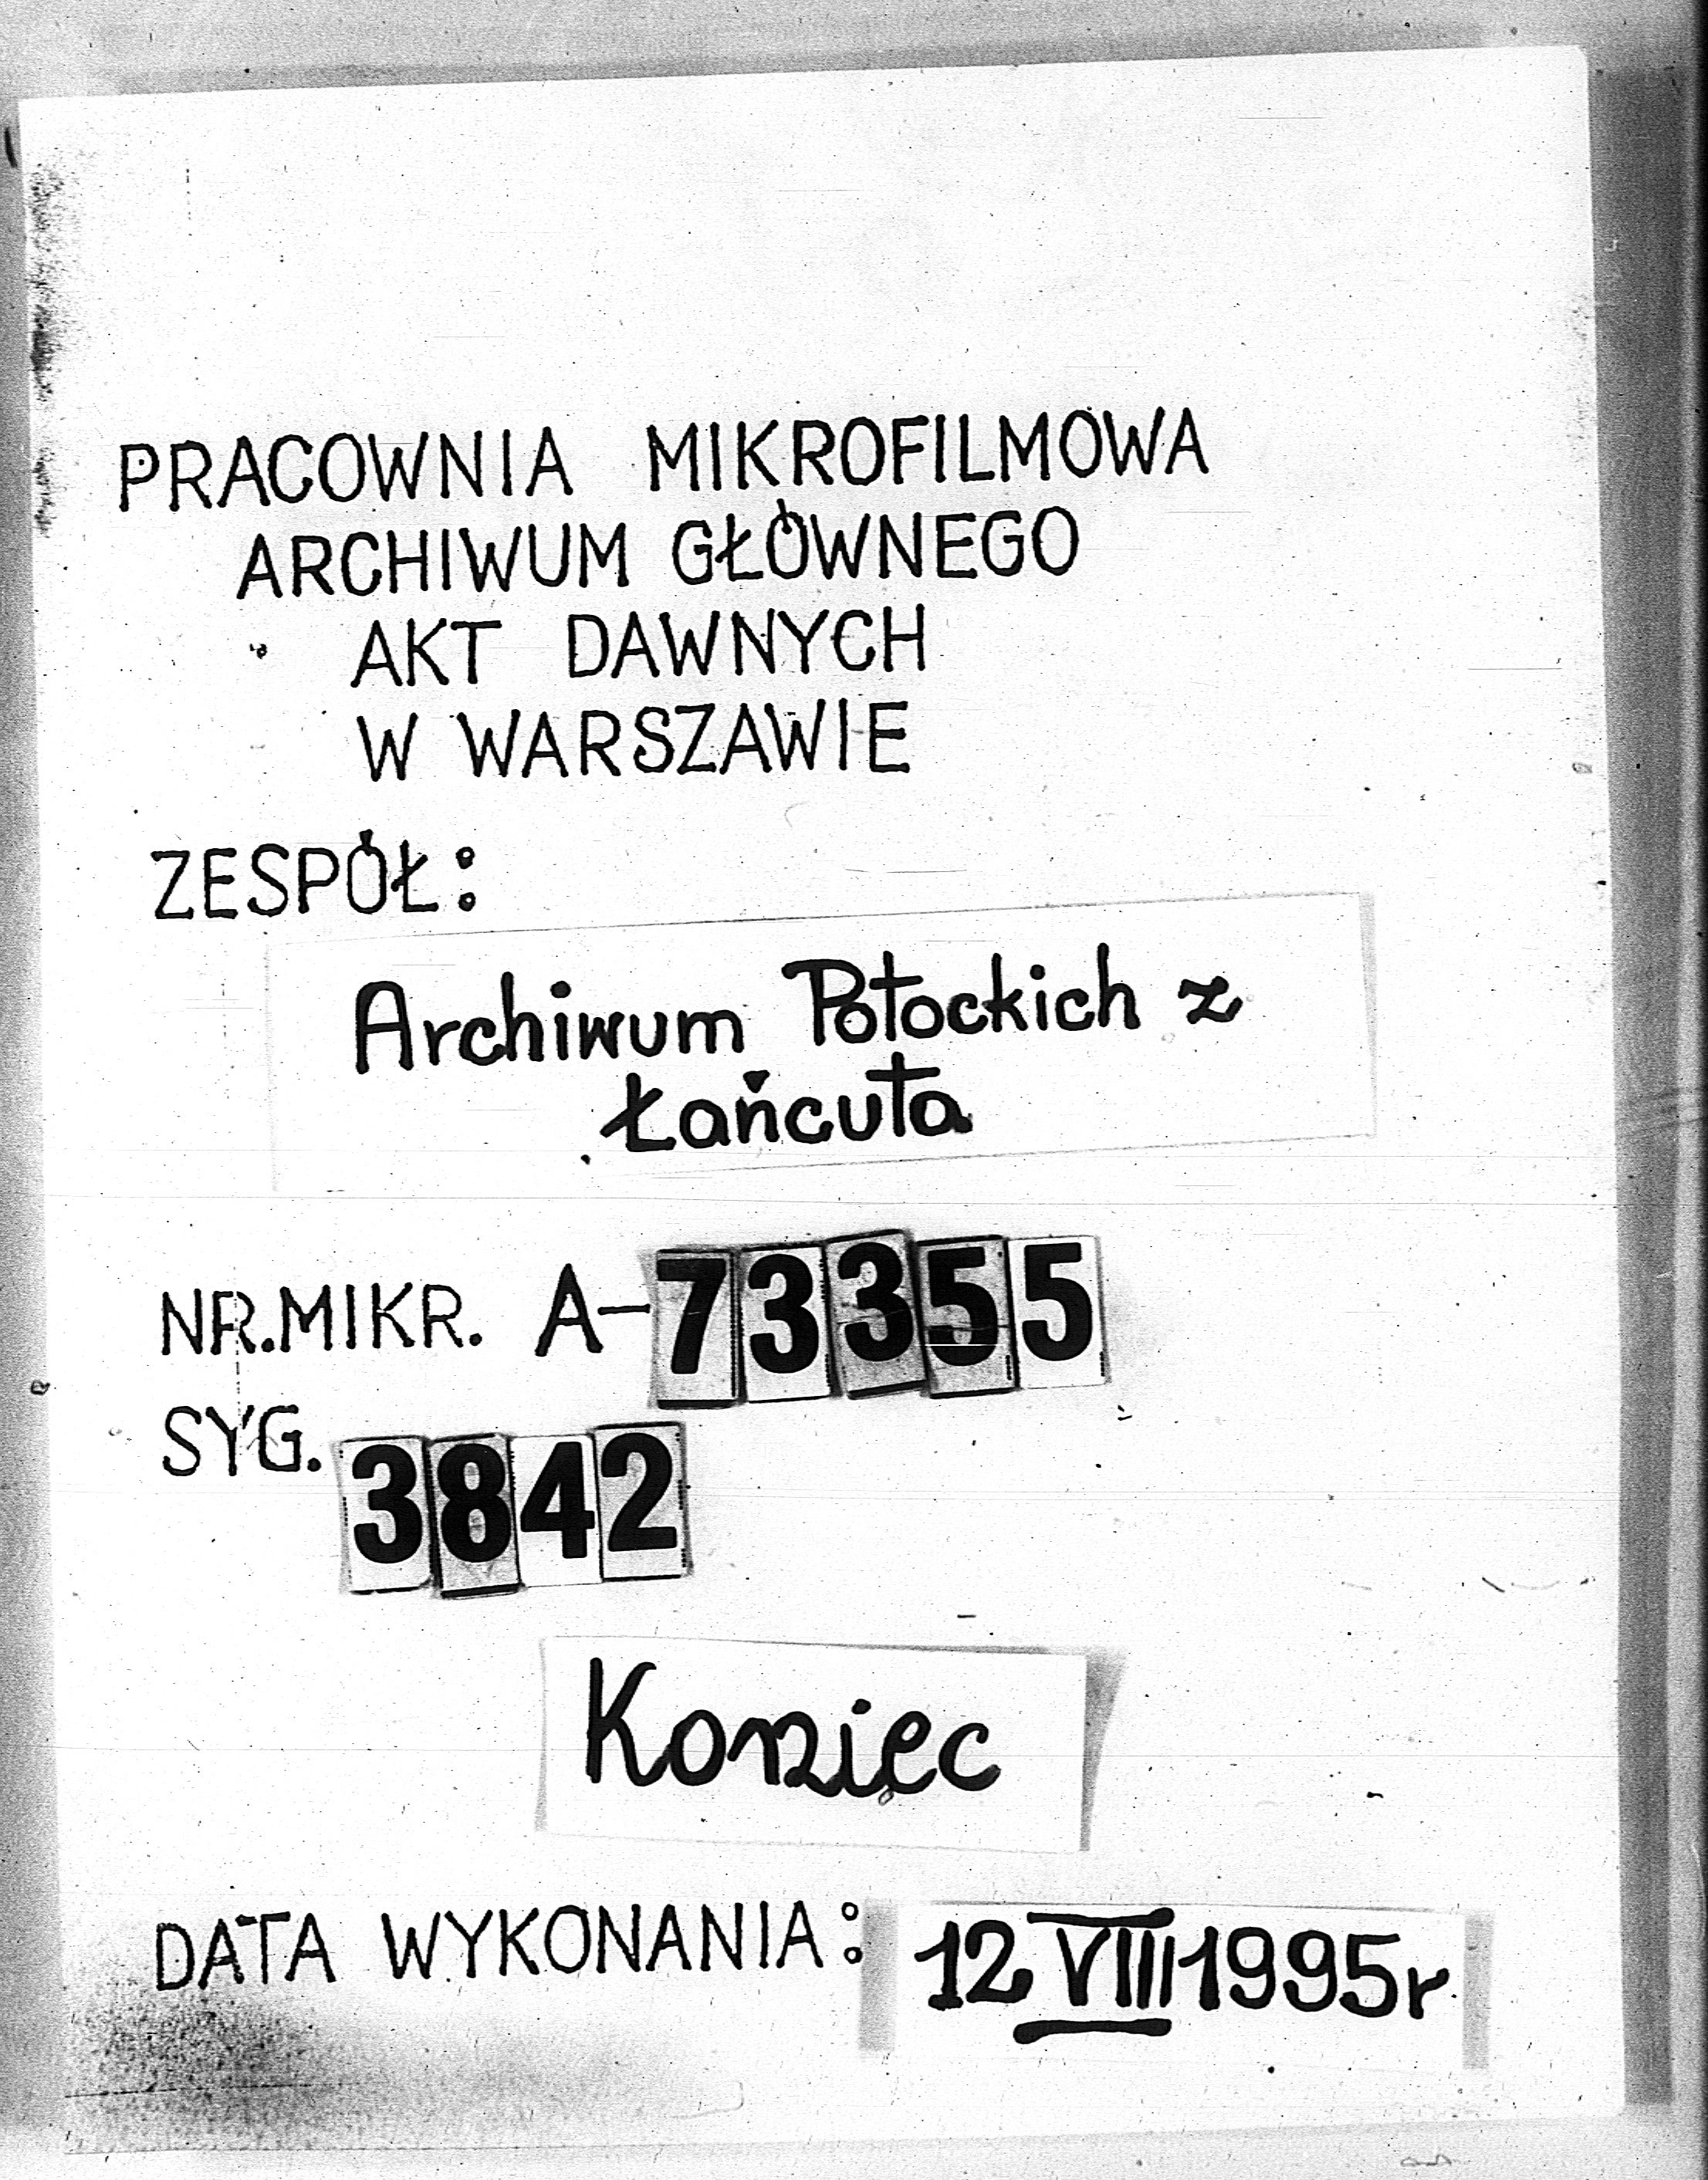 PRACOWNIA MIKROFILMOWA
ARCHIWUM GŁÓWNEGO
AKT DAWNYCH
W WARSZAWIE
ZESPÓŁ:
Archiwum Potockich z
Łańcuta
NR.MIKR. A-73355
SYG. 3842
Koniec
DATA WYKONANIA: 12 VIII 1995r